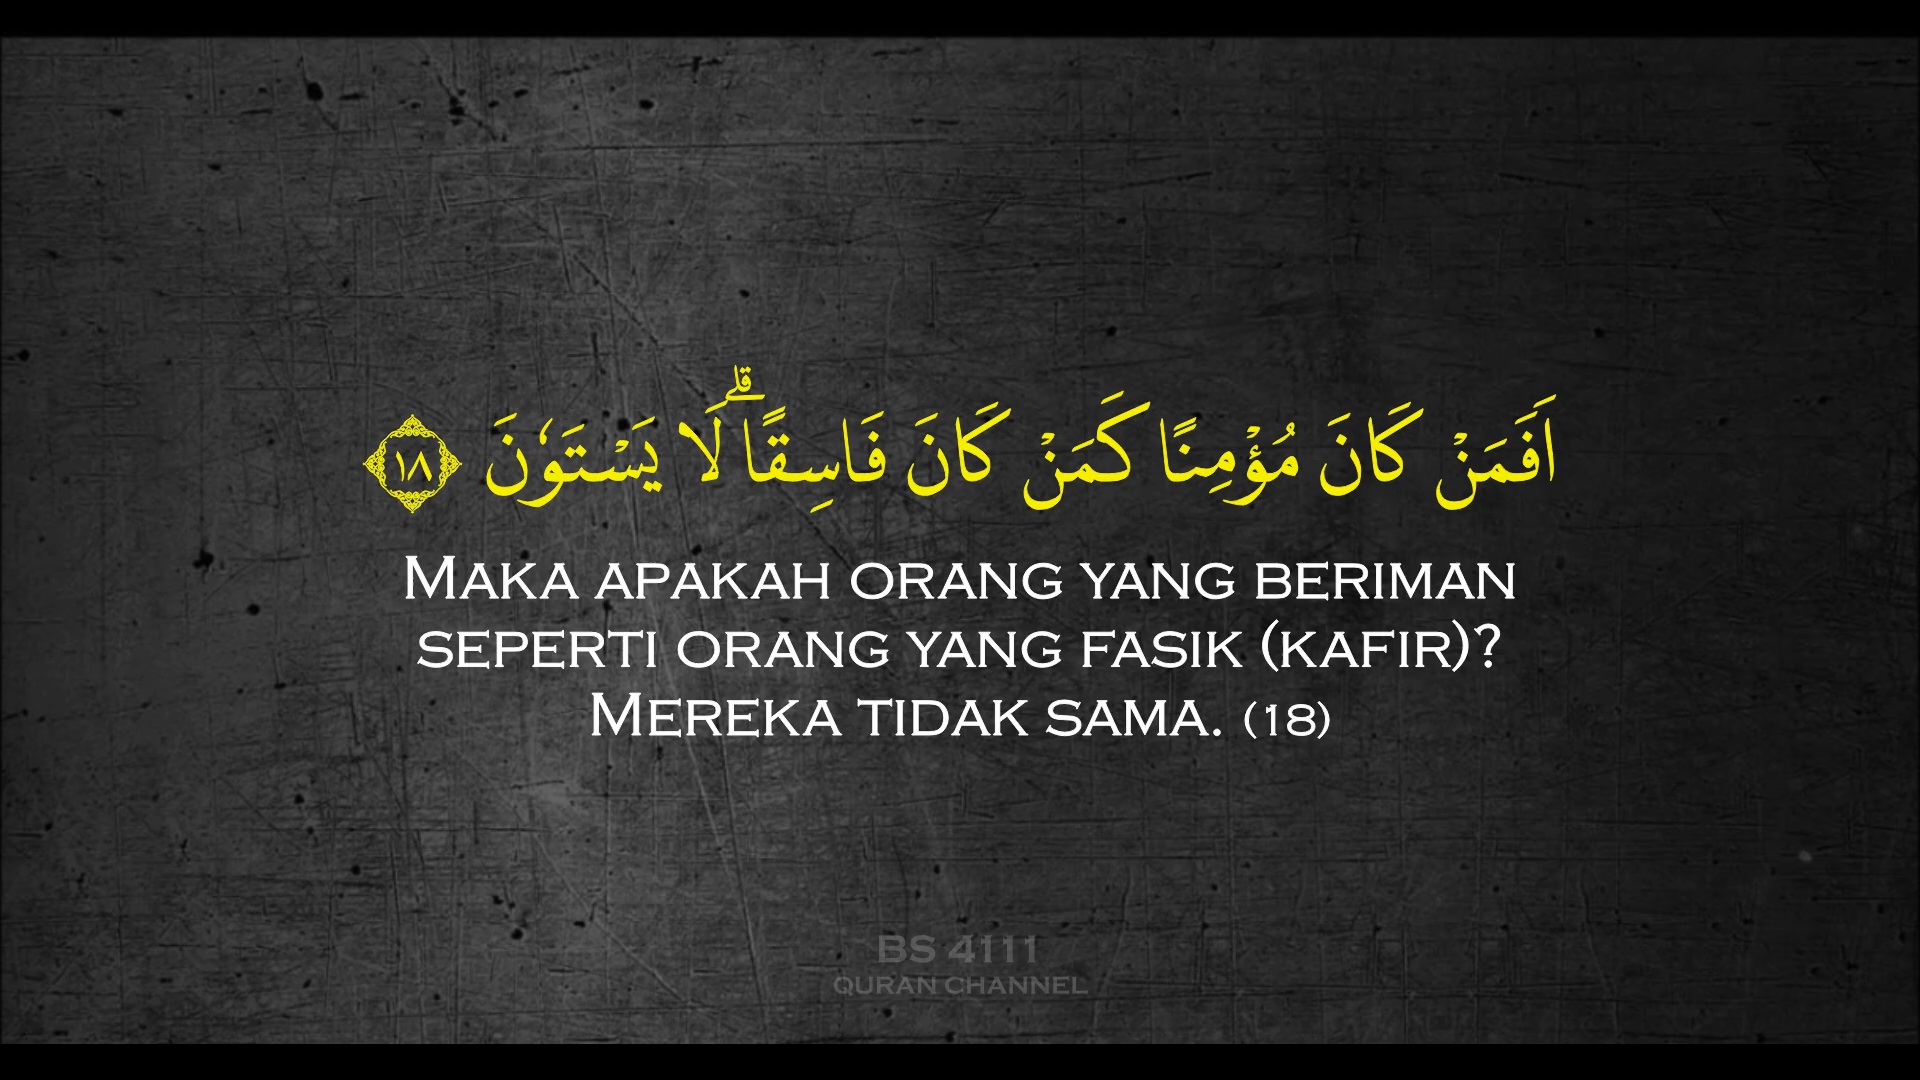 اَفَمَنْ كَانَ مُؤْمِنًا كَمَنْ كَانَ فَاسِقًاۗ لَا يَسْتَوٗنَ ١٨
Maka apakah orang yang beriman
seperti orang yang fasik (kafir)?
Mereka tidak sama. (18)
BS 4111
QURAN CHANNEL